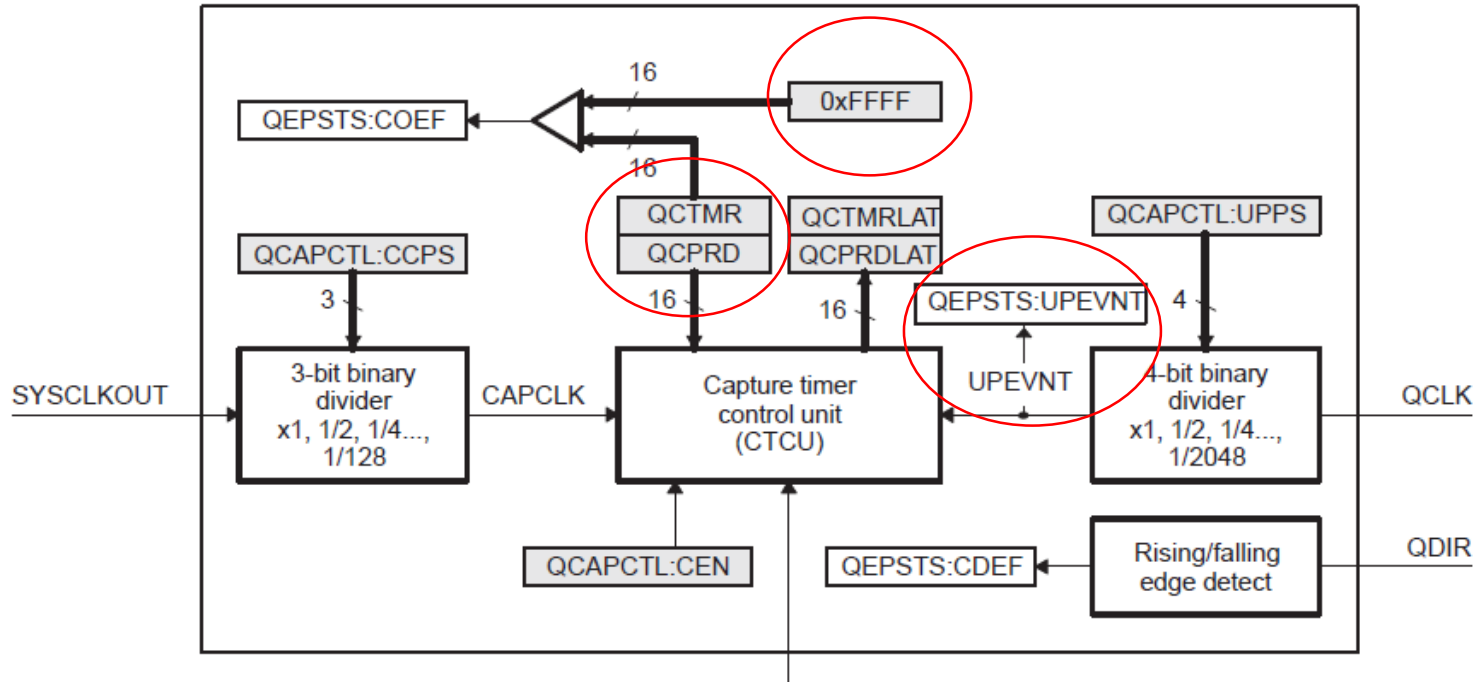 16
0xFFFF
QEPSTS:COEF
16
QCTMR
QCPRD
QCTMRLAT
QCPRDLAT
QCAPCTL:UPPS
QCAPCTL:CCPS
3
16
16
QEPSTS:UPEVNT
4
SYSCLKOUT
3-bit binary
divider
x1, 1/2, 1/4...,
1/128
CAPCLK
Capture timer
control unit
(CTCU)
UPEVNT
4-bit binary
divider
x1, 1/2, 1/4...,
1/2048
QCLK
QCAPCTL:CEN
QEPSTS:CDEF
Rising/falling
edge detect
QDIR